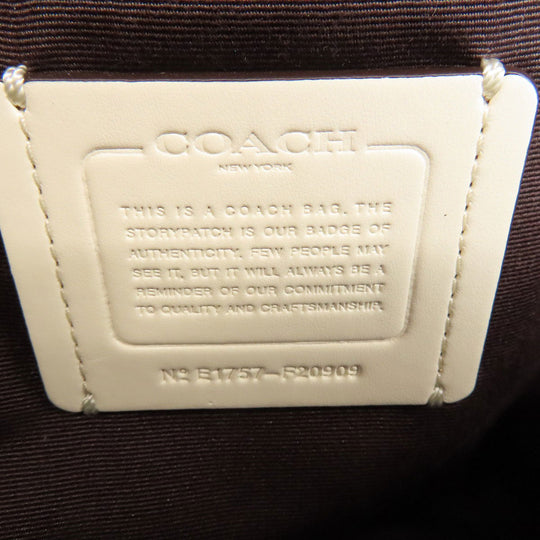 COACH
NEW YORK
THIS IS A COACH BAG. THE
STORYPATCH IS OUR BADGE OF
AUTHENTICITY. FEW PEOPLE MAY
SEE IT, BUT IT WILL ALWAYS BE A
REMINDER OF OUR COMMITMENT
TO QUALITY AND CRAFTSMANSHIP.
Nº E1757-F20909